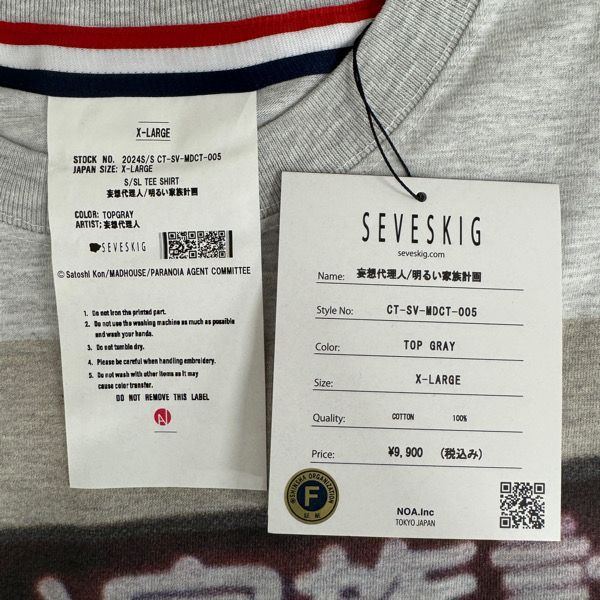 X-LARGE
STOCK NO. 2024S/S CT-SV-MDCT-005
JAPAN SIZE: X-LARGE
S/SL TEE SHIRT
妄想代理人/明るい家族計画
COLOR: TOPGRAY
ARTIST; 妄想代理人
SEVESKIG
© Satoshi Kon/MADHOUSE/PARANOIA AGENT COMMITTEE
1. Do not iron the printed part.
2. Do not use the washing machine as much as possible
and wash your hands.
3. Do not tumble dry.
4. Please be careful when handling embroidery.
5. Do not wash with other items as it may
cause color transfer.
DO NOT REMOVE THIS LABEL
SEVESKIG
seveskig.com
Name: 妄想代理人/明るい家族計画
Style No: CT-SV-MDCT-005
Color: TOP GRAY
Size: X-LARGE
Quality: COTTON 100%
Price: ¥9,900 (税込み)
F
NOA.Inc
TOKYO JAPAN